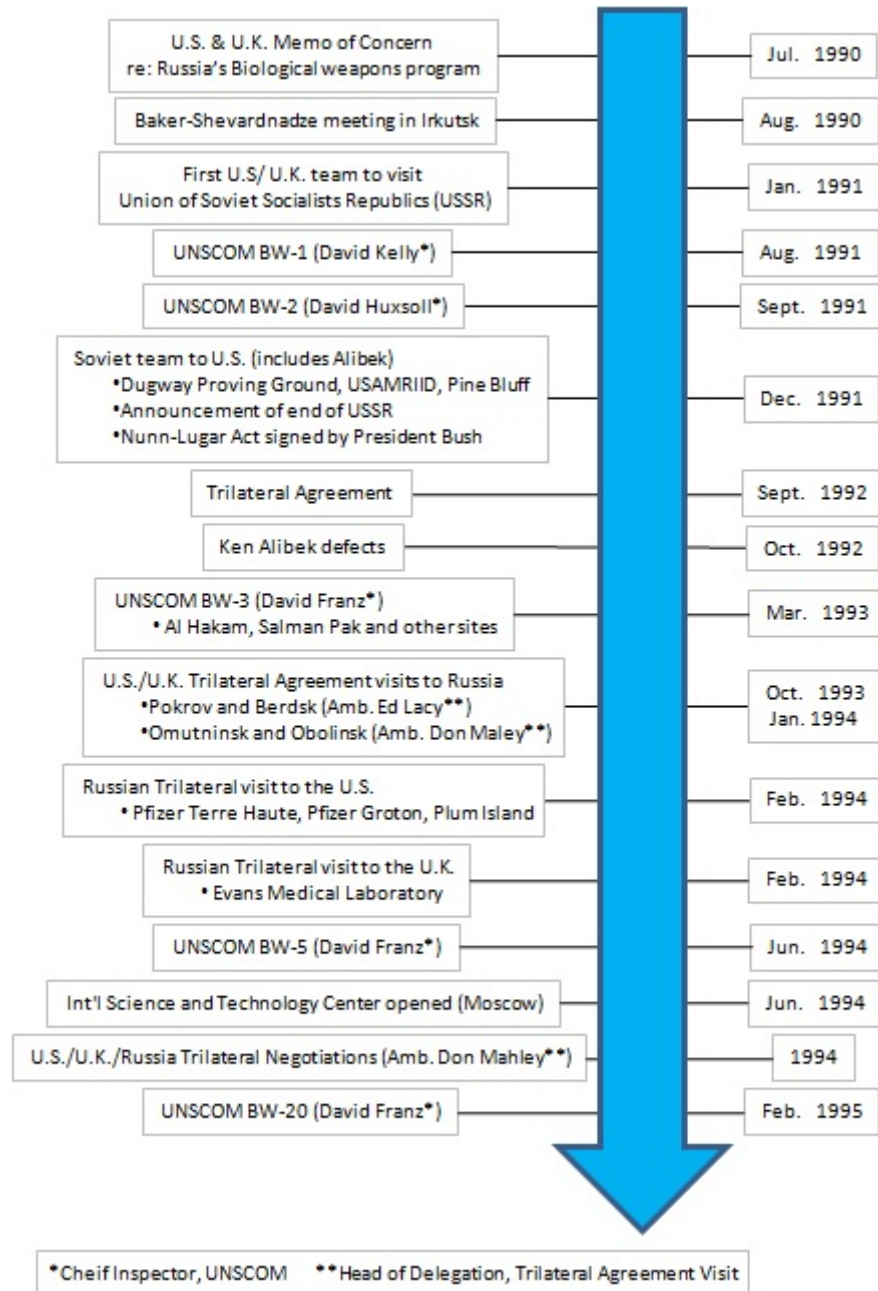 U.S. & U.K. Memo of Concern
re: Russia's Biological weapons program
Jul. 1990
Baker-Shevardnadze meeting in Irkutsk
Aug. 1990
First U.S/ U.K. team to visit
Union of Soviet Socialists Republics (USSR)
Jan. 1991
UNSCOM BW-1 (David Kelly*)
Aug. 1991
UNSCOM BW-2 (David Huxsoll*)
Sept. 1991
Soviet team to U.S. (includes Alibek)
•Dugway Proving Ground, USAMRIID, Pine Bluff
•Announcement of end of USSR
•Nunn-Lugar Act signed by President Bush
Dec. 1991
Trilateral Agreement
Sept. 1992
Ken Alibek defects
Oct. 1992
UNSCOM BW-3 (David Franz*)
• Al Hakam, Salman Pak and other sites
Mar. 1993
U.S./U.K. Trilateral Agreement visits to Russia
•Pokrov and Berdsk (Amb. Ed Lacy**)
•Omutninsk and Obolinsk (Amb. Don Maley**)
Oct. 1993
Jan. 1994
Russian Trilateral visit to the U.S.
• Pfizer Terre Haute, Pfizer Groton, Plum Island
Feb. 1994
Russian Trilateral visit to the U.K.
• Evans Medical Laboratory
Feb. 1994
UNSCOM BW-5 (David Franz*)
Jun. 1994
Int'l Science and Technology Center opened (Moscow)
Jun. 1994
U.S./U.K./Russia Trilateral Negotiations (Amb. Don Mahley**)
1994
UNSCOM BW-20 (David Franz*)
Feb. 1995
*Cheif Inspector, UNSCOM **Head of Delegation, Trilateral Agreement Visit